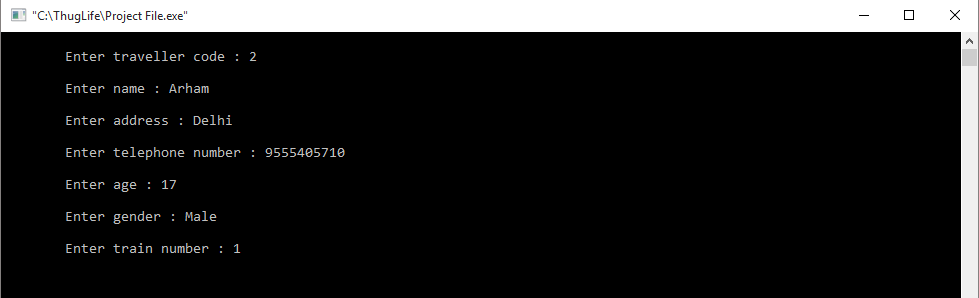 "C:\ThugLife\Project File.exe"
Enter traveller code : 2
Enter name : Arham
Enter address : Delhi
Enter telephone number : 9555405710
Enter age : 17
Enter gender : Male
Enter train number : 1